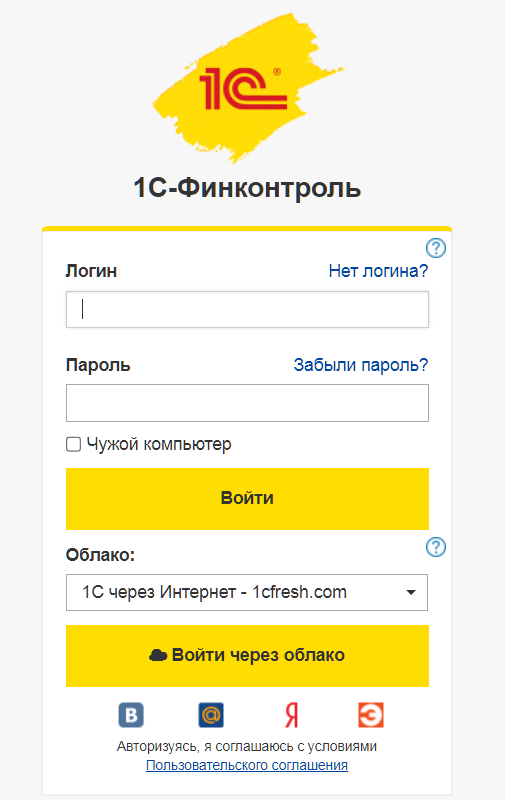 1С®
1С-Финконтроль
?
Логин Нет логина?
Пароль Забыли пароль?
Чужой компьютер
Войти
Облако: ?
1С через Интернет - 1cfresh.com
Войти через облако
В @ Я Э
Авторизуясь, я соглашаюсь с условиями
Пользовательского соглашения